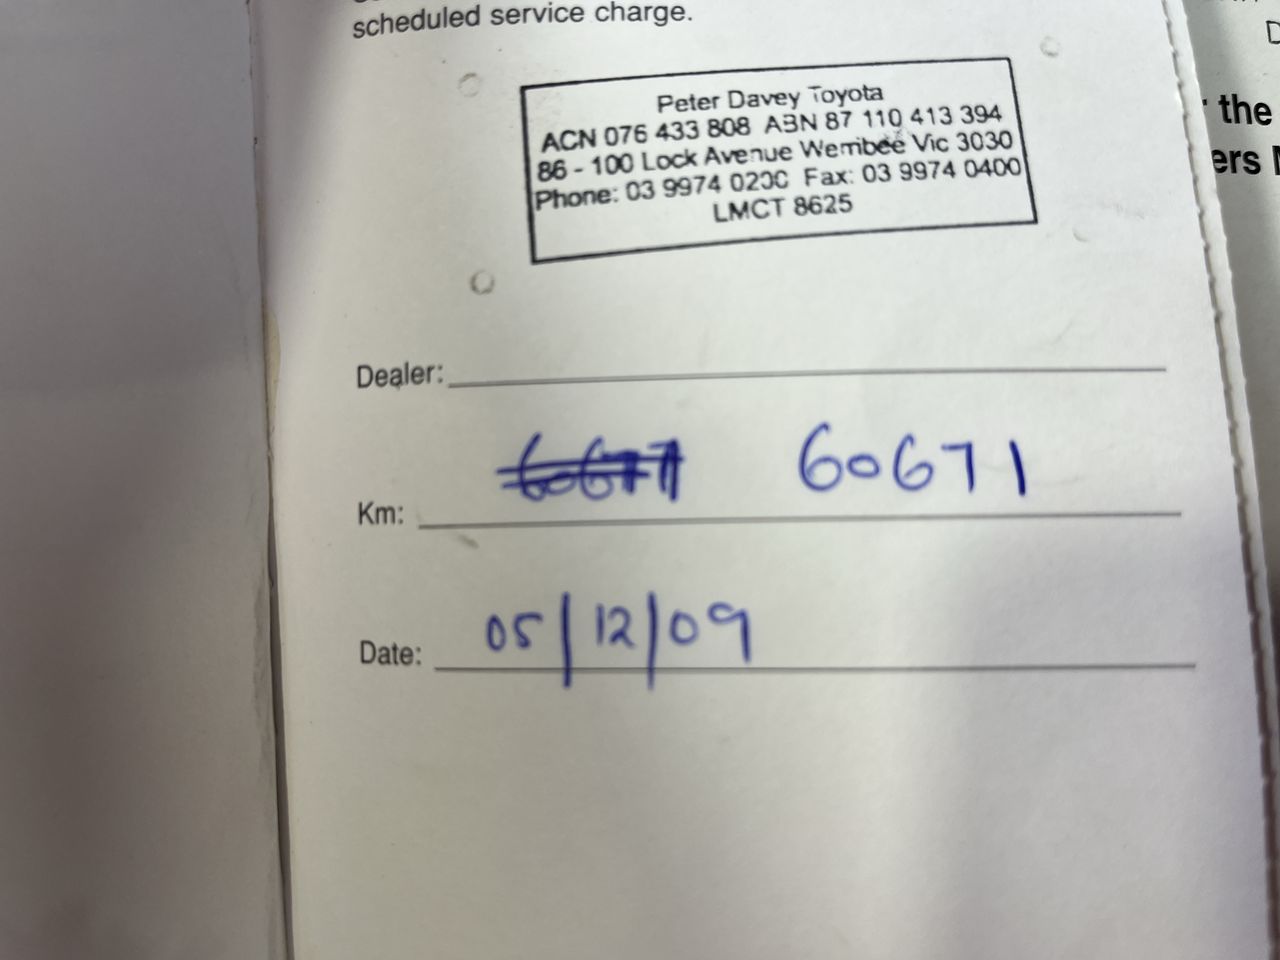 scheduled service charge.
Peter Davey Toyota
ACN 076 433 808 ABN 87 110 413 394
86 - 100 Lock Avenue Werribee Vic 3030
Phone: 03 9974 0200 Fax: 03 9974 0400
LMCT 8625
Dealer:
Km: 60671
Date: 05/12/09
the
ers